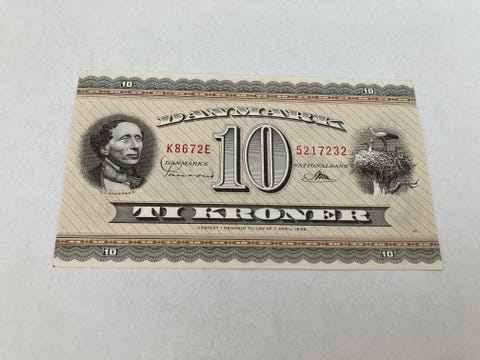 10 10
DANMARK
K8672E 10 5217232
DANMARKS NATIONALBANK
H.C. ANDERSEN
TI KRONER
UDSTEDT I HENHOLD TIL LOV AF 7. APRIL 1936
10 10